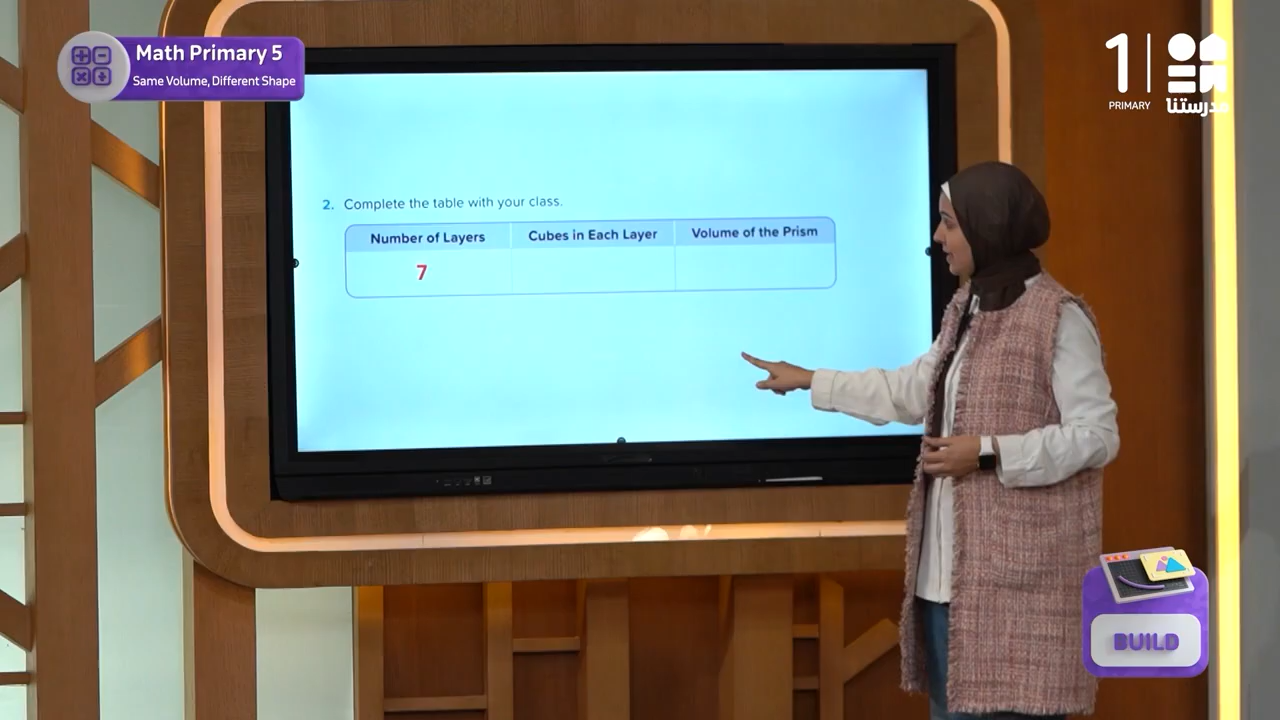 Math Primary 5
Same Volume, Different Shape
1
PRIMARY
مدرستنا
2. Complete the table with your class.
Number of Layers Cubes in Each Layer Volume of the Prism
7
BUILD